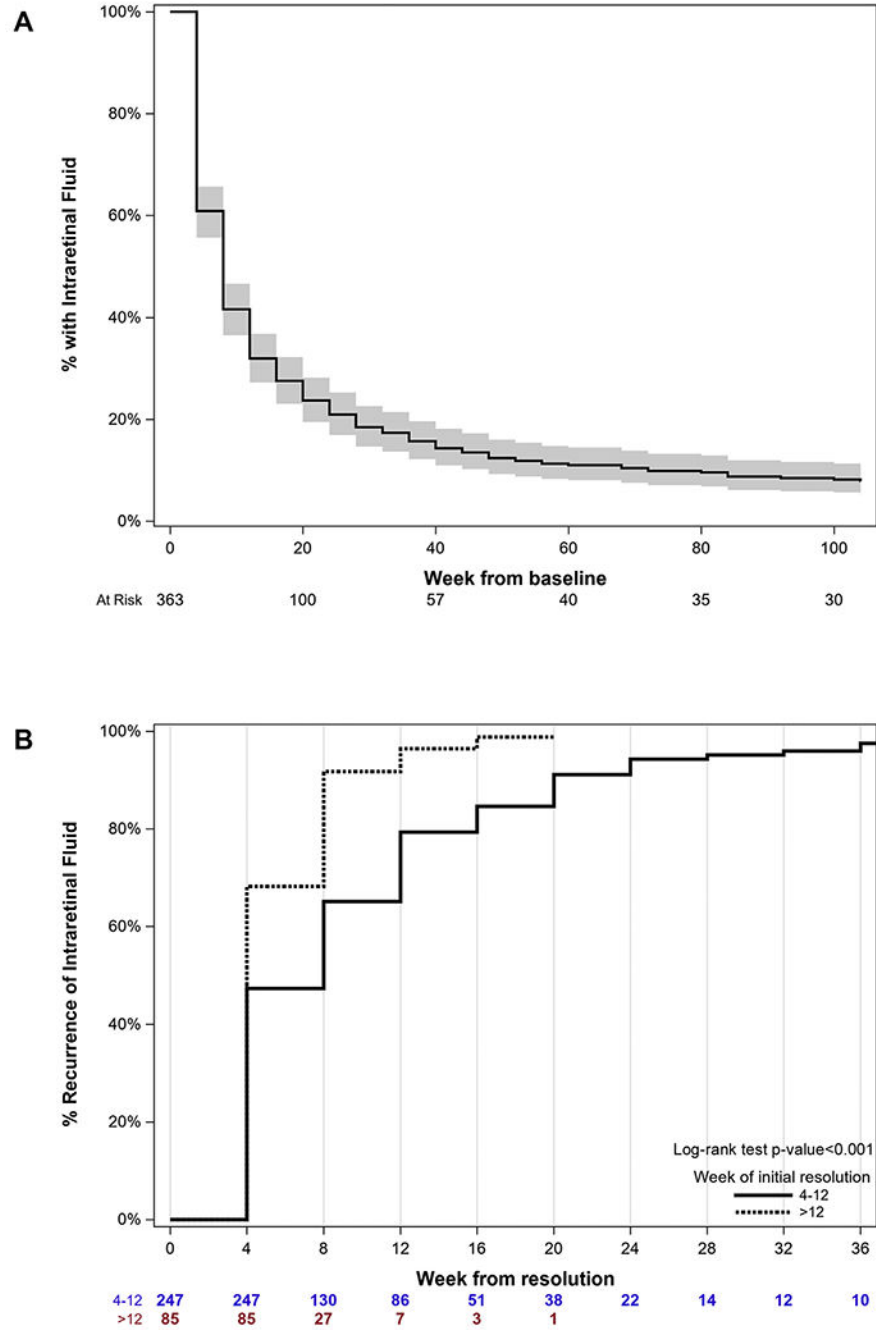 A
100%
80%
60%
40%
20%
0%
% with Intraretinal Fluid
0 20 40 60 80 100
Week from baseline
At Risk 363 100 57 40 35 30
B
100%
80%
60%
40%
20%
0%
% Recurrence of Intraretinal Fluid
Log-rank test p-value<0.001
Week of initial resolution
4-12
>12
0 4 8 12 16 20 24 28 32 36
Week from resolution
4-12 247 247 130 86 51 38 22 14 12 10
>12 85 85 27 7 3 1